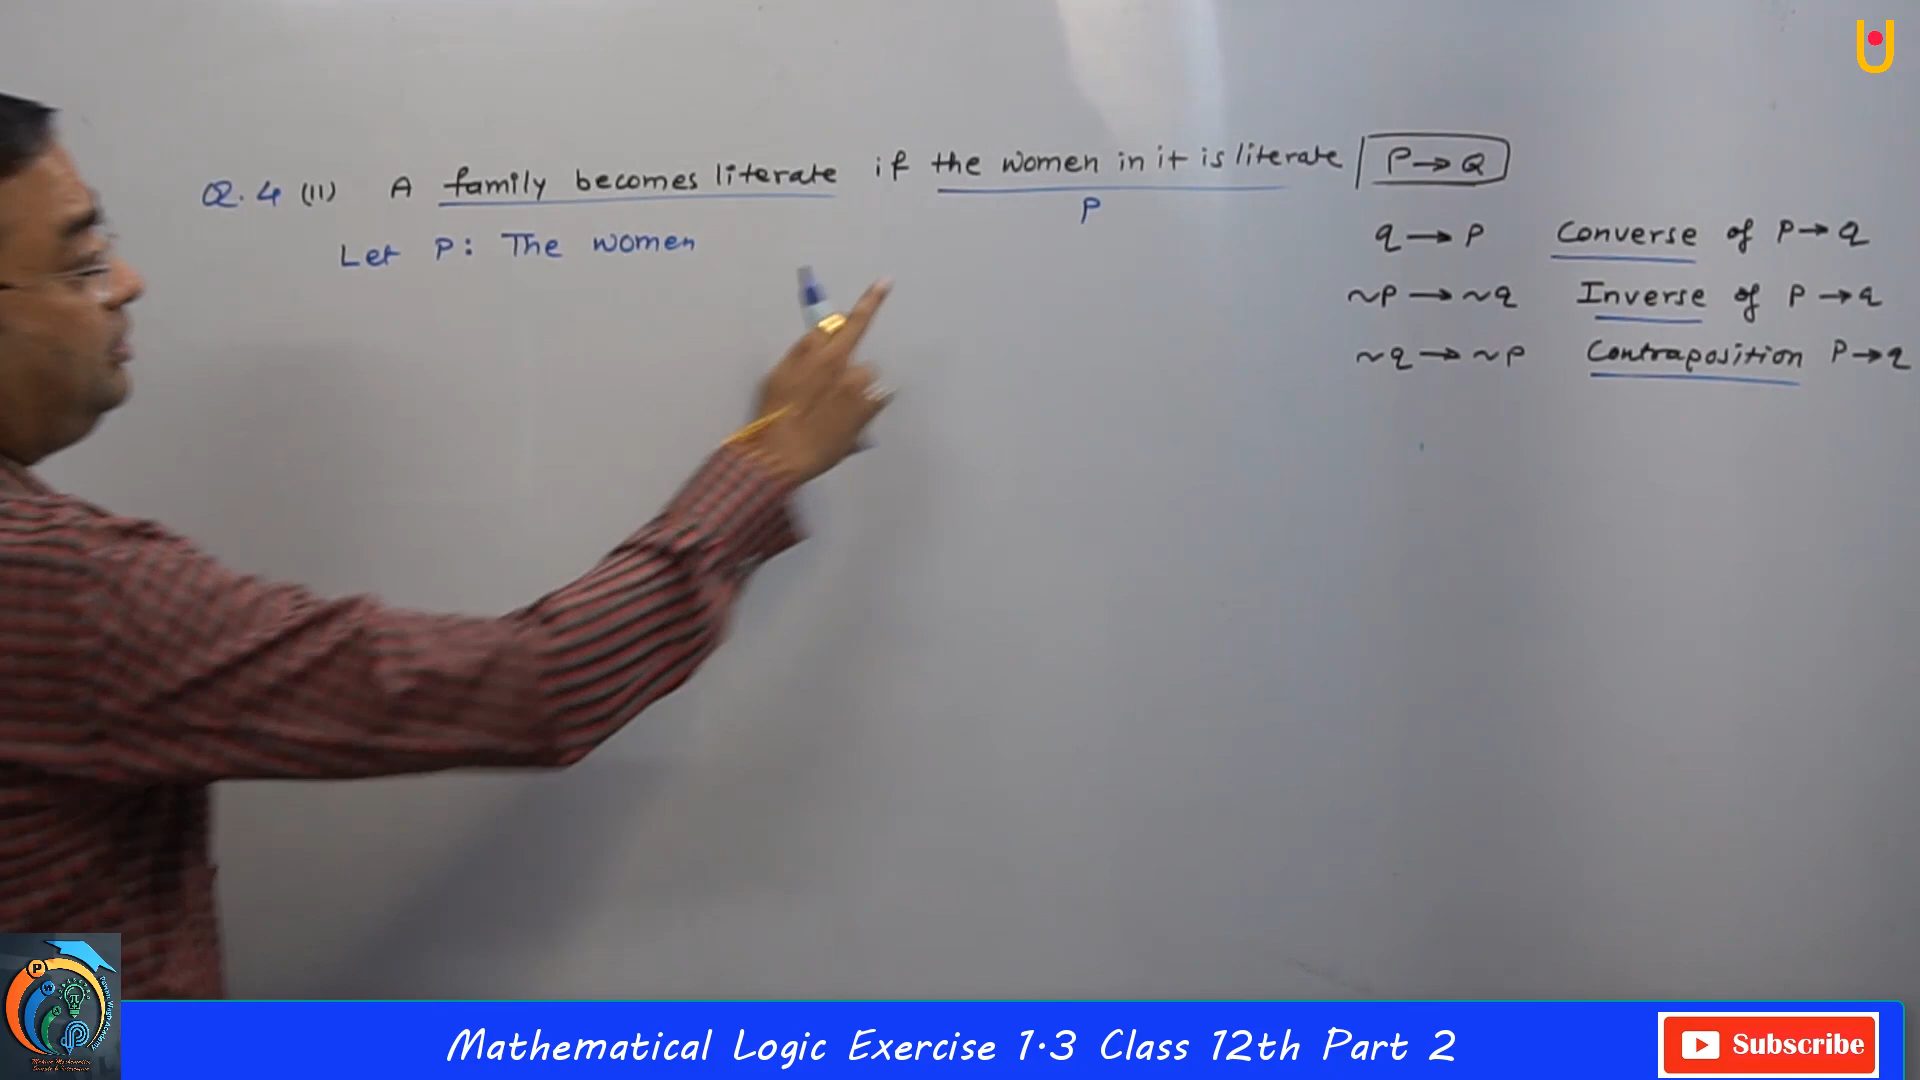 Q.4 (II) A family becomes literate if the women in it is literate P→Q
P
Let P: The women
q → P Converse of P→Q
~P → ~q Inverse of P→q
~q → ~P Contraposition P→q
Mathematical Logic Exercise 1.3 Class 12th Part 2
Subscribe